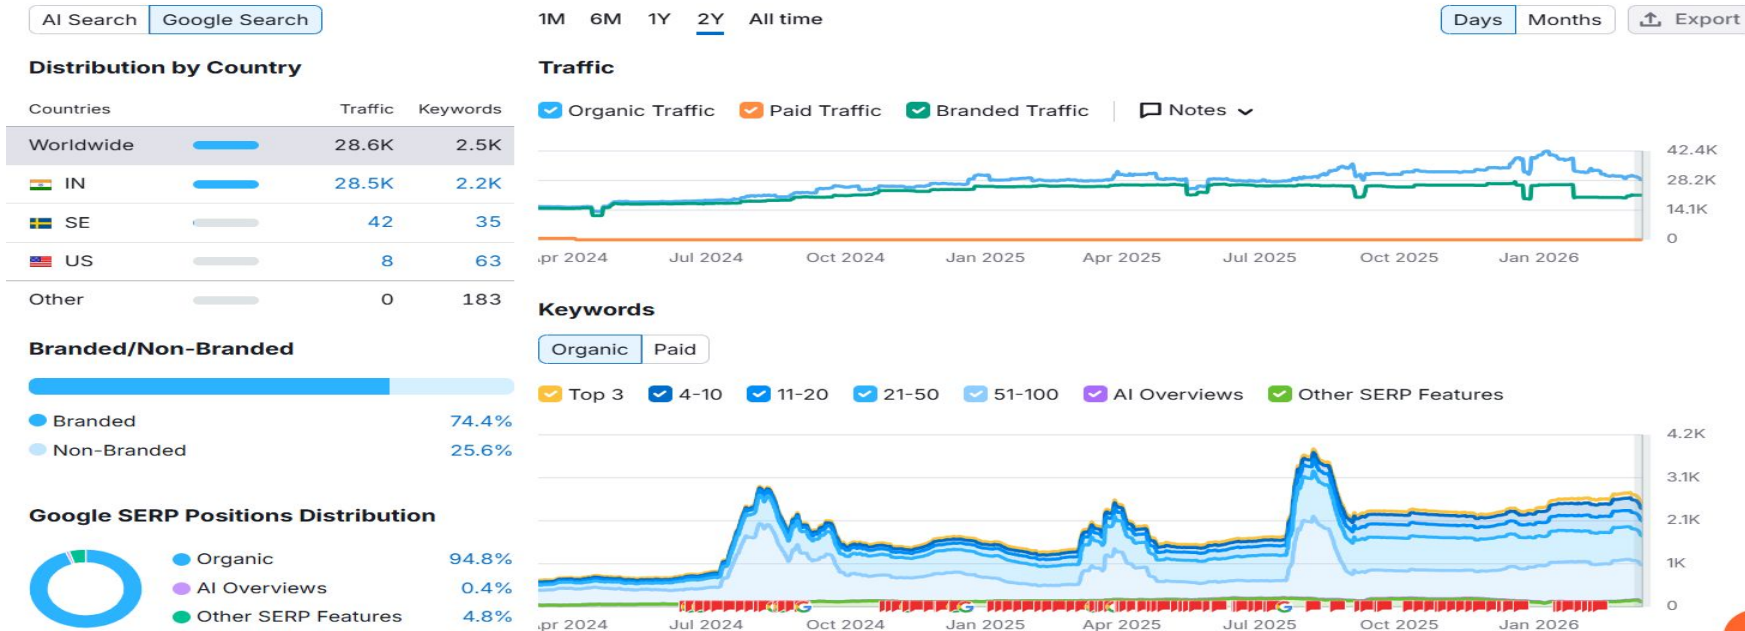 AI Search Google Search
Distribution by Country
Countries Traffic Keywords
Worldwide 28.6K 2.5K
IN 28.5K 2.2K
SE 42 35
US 8 63
Other 0 183
Branded/Non-Branded
Branded 74.4%
Non-Branded 25.6%
Google SERP Positions Distribution
Organic 94.8%
AI Overviews 0.4%
Other SERP Features 4.8%
1M 6M 1Y 2Y All time
Days Months Export
Traffic
Organic Traffic Paid Traffic Branded Traffic Notes
42.4K
28.2K
14.1K
0
pr 2024 Jul 2024 Oct 2024 Jan 2025 Apr 2025 Jul 2025 Oct 2025 Jan 2026
Keywords
Organic Paid
Top 3 4-10 11-20 21-50 51-100 AI Overviews Other SERP Features
4.2K
3.1K
2.1K
1K
0
pr 2024 Jul 2024 Oct 2024 Jan 2025 Apr 2025 Jul 2025 Oct 2025 Jan 2026